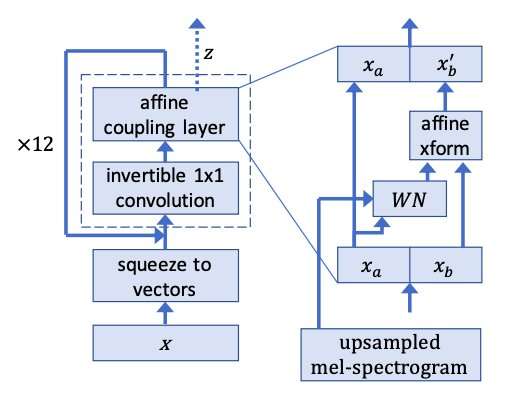 z
affine
coupling layer
×12
invertible 1x1
convolution
squeeze to
vectors
x
x_a x_b'
affine
xform
WN
x_a x_b
upsampled
mel-spectrogram